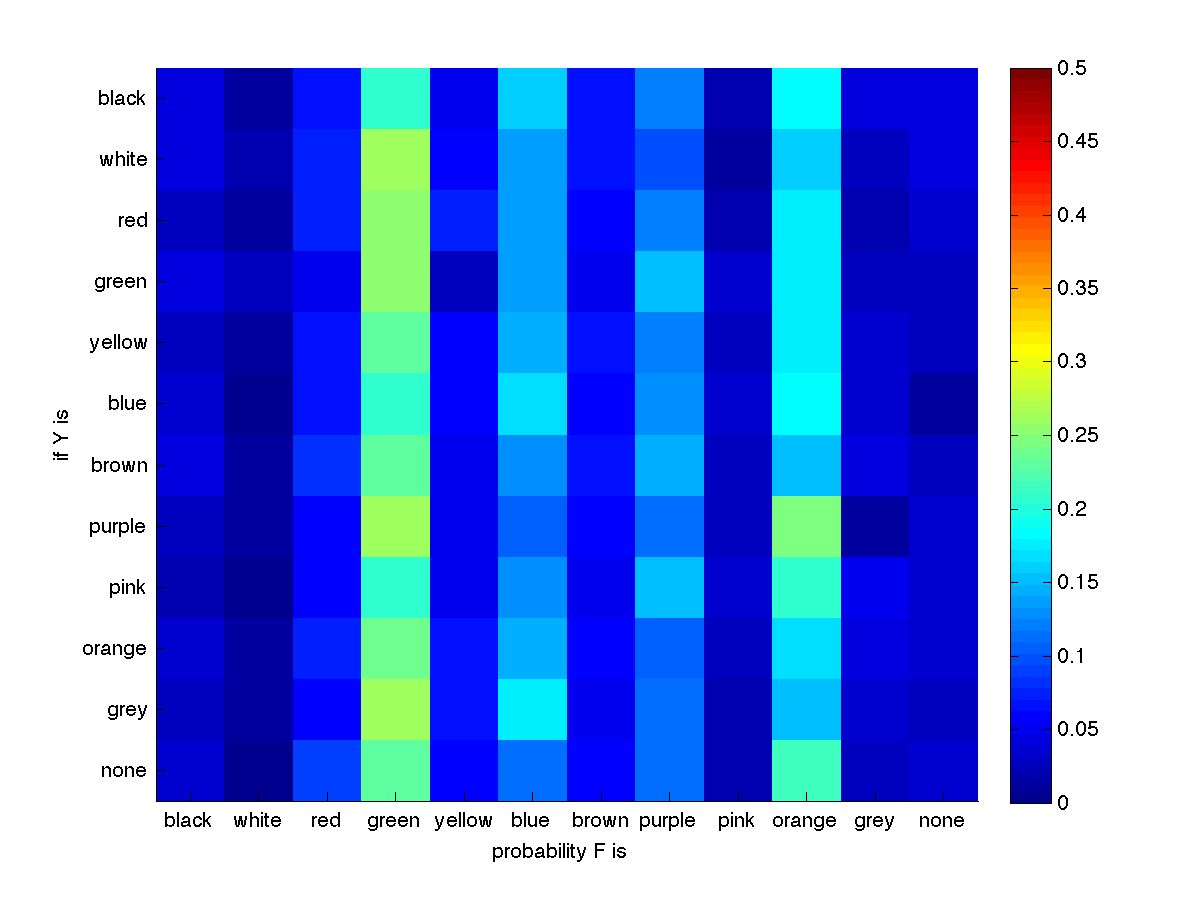 black
white
red
green
yellow
blue
brown
purple
pink
orange
grey
none
if Y is
black white red green yellow blue brown purple pink orange grey none
probability F is
0.5
0.45
0.4
0.35
0.3
0.25
0.2
0.15
0.1
0.05
0